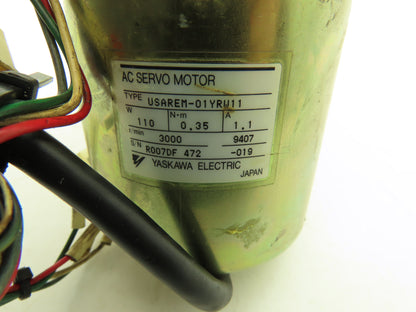 AC SERVO MOTOR
TYPE USAREM-01YRW11
W N-m A
110 0.35 1.1
r/min 3000 9407
S/N R007DF 472 -019
YASKAWA ELECTRIC
JAPAN